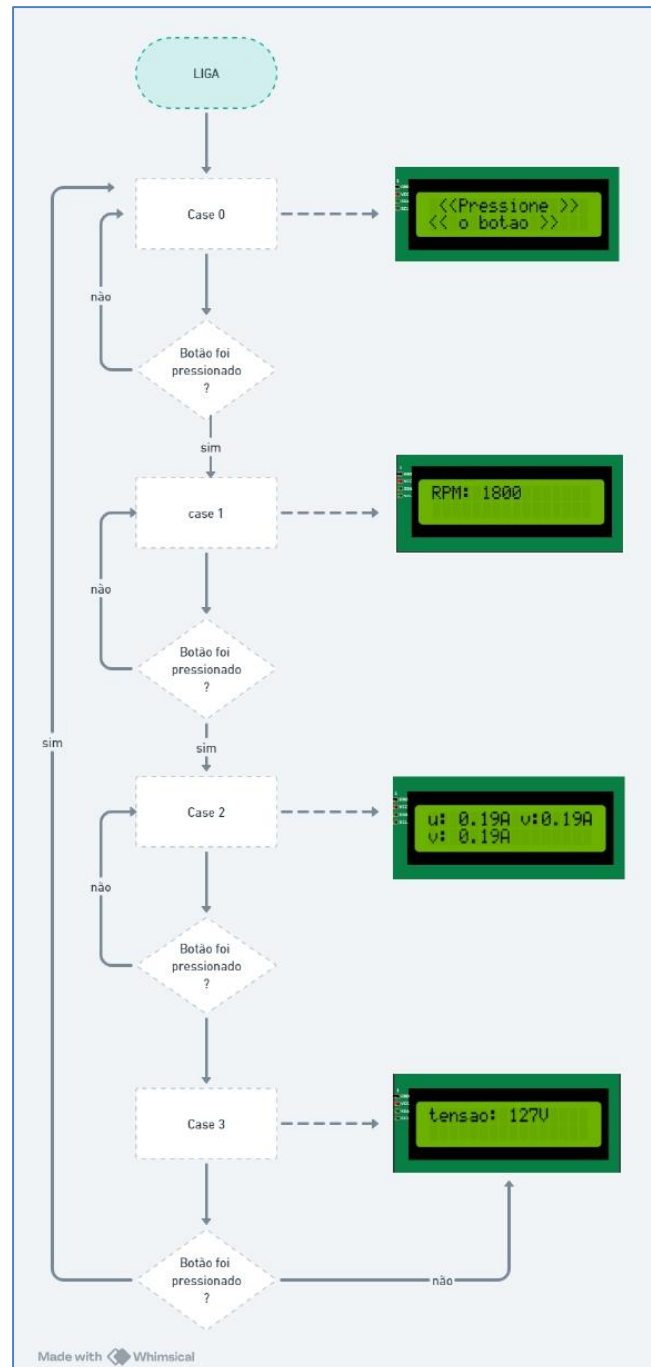 LIGA
Case 0
<<Pressione >>
<< o botao >>
não
Botão foi
pressionado
?
sim
case 1
RPM: 1800
não
Botão foi
pressionado
?
sim
sim
Case 2
u: 0.19A v:0.19A
v: 0.19A
não
Botão foi
pressionado
?
Case 3
tensao: 127V
Botão foi
pressionado
?
não
Made with Whimsical